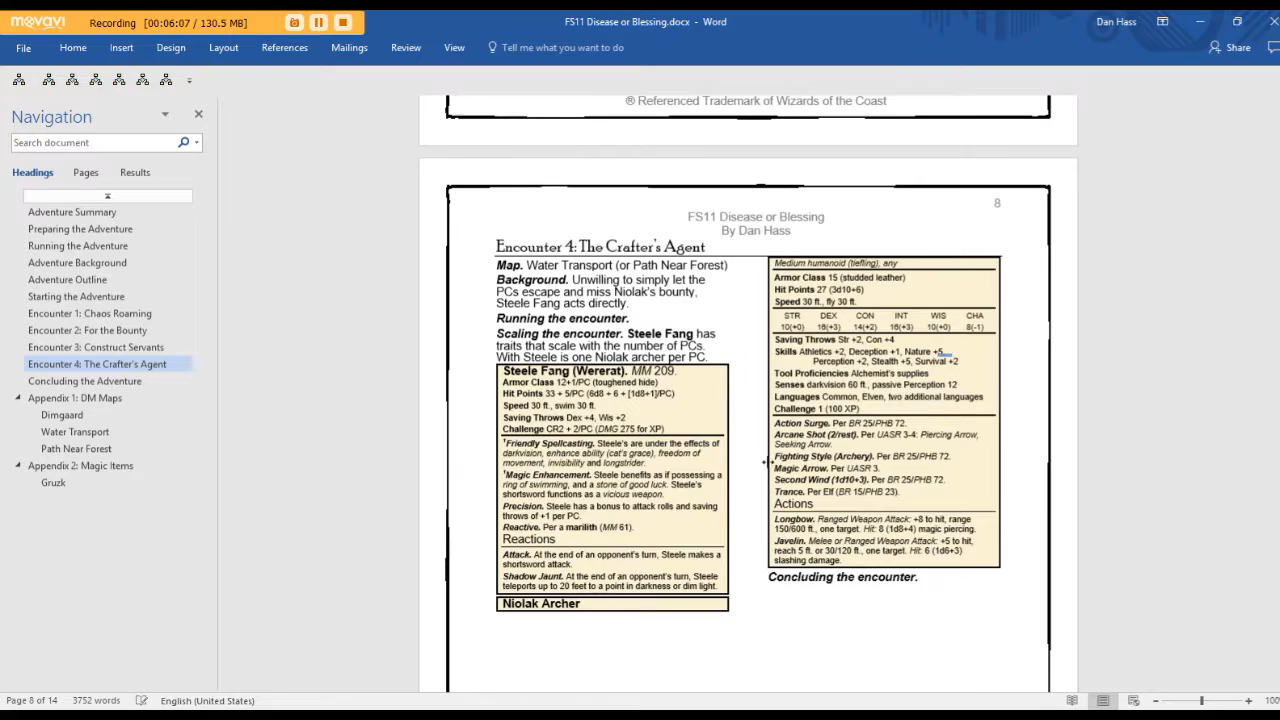 movavi Recording (00:06:07 / 130.5 MB)
FS11 Disease or Blessing.docx - Word
Dan Hass
File Home Insert Design Layout References Mailings Review View Tell me what you want to do
Share
Navigation
Search document
Headings Pages Results
Adventure Summary
Preparing the Adventure
Running the Adventure
Adventure Background
Adventure Outline
Starting the Adventure
Encounter 1: Chaos Roaming
Encounter 2: For the Bounty
Encounter 3: Construct Servants
Encounter 4: The Crafter's Agent
Concluding the Adventure
Appendix 1: DM Maps
Dimgaard
Water Transport
Path Near Forest
Appendix 2: Magic Items
Gruzk
® Referenced Trademark of Wizards of the Coast
8
FS11 Disease or Blessing
By Dan Hass
Encounter 4: The Crafter's Agent
Map. Water Transport (or Path Near Forest)
Background. Unwilling to simply let the
PCs escape and miss Niolak's bounty,
Steele Fang acts directly.
Running the encounter.
Scaling the encounter. Steele Fang has
traits that scale with the number of PCs.
With Steele is one Niolak archer per PC.
Steele Fang (Wererat). MM 209.
Armor Class 12+1/PC (toughened hide)
Hit Points 33 + 5/PC (6d8 + 6 + [1d8+1]/PC)
Speed 30 ft., swim 30 ft.
Saving Throws Dex +4, Wis +2
Challenge CR2 + 2/PC (DMG 275 for XP)
†Friendly Spellcasting. Steele's are under the effects of
darkvision, enhance ability (cat's grace), freedom of
movement, invisibility and longstrider.
†Magic Enhancement. Steele benefits as if possessing a
ring of swimming, and a stone of good luck. Steele's
shortsword functions as a vicious weapon.
Precision. Steele has a bonus to attack rolls and saving
throws of +1 per PC.
Reactive. Per a marilith (MM 61).
Reactions
Attack. At the end of an opponent's turn, Steele makes a
shortsword attack.
Shadow Jaunt. At the end of an opponent's turn, Steele
teleports up to 20 feet to a point in darkness or dim light.
Niolak Archer
Medium humanoid (tiefling), any
Armor Class 15 (studded leather)
Hit Points 27 (3d10+6)
Speed 30 ft., fly 30 ft.
STR DEX CON INT WIS CHA
10(+0) 16(+3) 14(+2) 16(+3) 10(+0) 8(-1)
Saving Throws Str +2, Con +4
Skills Athletics +2, Deception +1, Nature +5,
Perception +2, Stealth +5, Survival +2
Tool Proficiencies Alchemist's supplies
Senses darkvision 60 ft., passive Perception 12
Languages Common, Elven, two additional languages
Challenge 1 (100 XP)
Action Surge. Per BR 25/PHB 72.
Arcane Shot (2/rest). Per UASR 3-4: Piercing Arrow,
Seeking Arrow.
Fighting Style (Archery). Per BR 25/PHB 72.
Magic Arrow. Per UASR 3.
Second Wind (1d10+3). Per BR 25/PHB 72.
Trance. Per Elf (BR 15/PHB 23).
Actions
Longbow. Ranged Weapon Attack: +8 to hit, range
150/600 ft., one target. Hit: 8 (1d8+4) magic piercing.
Javelin. Melee or Ranged Weapon Attack: +5 to hit,
reach 5 ft. or 30/120 ft., one target. Hit: 6 (1d6+3)
slashing damage.
Concluding the encounter.
Page 8 of 14 3752 words English (United States)
100